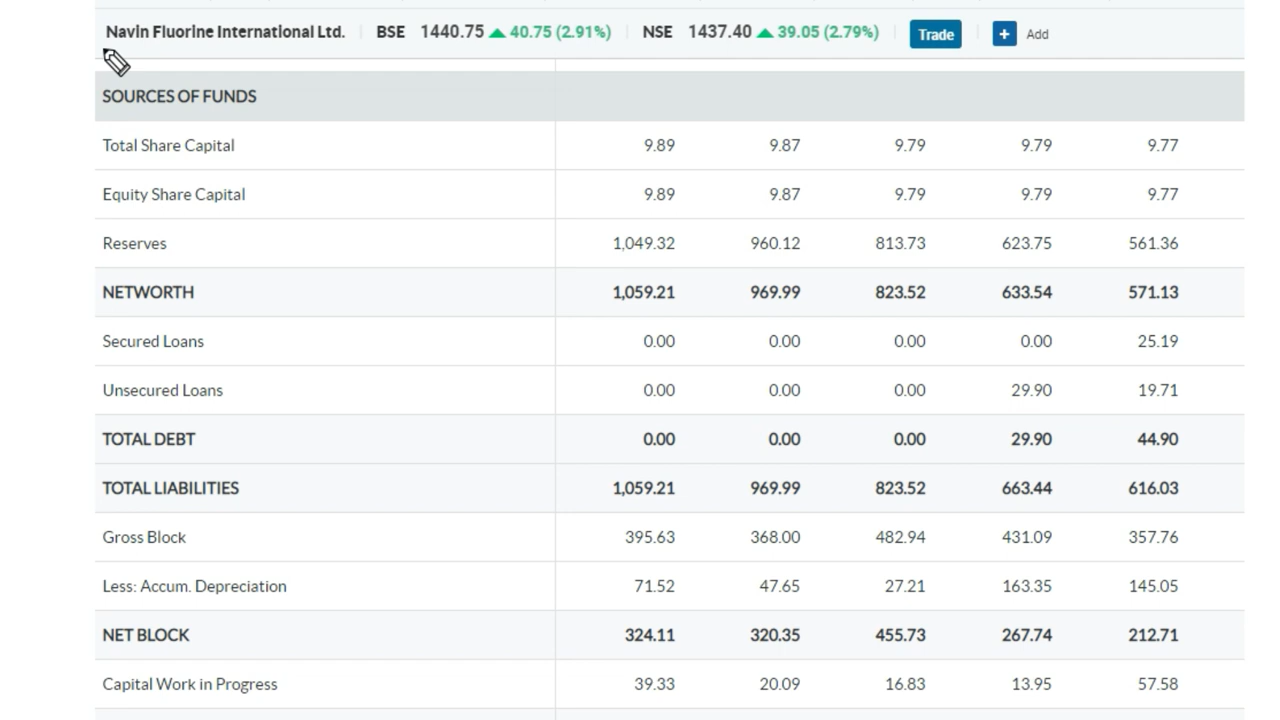 Navin Fluorine International Ltd. BSE 1440.75 ▲ 40.75 (2.91%) NSE 1437.40 ▲ 39.05 (2.79%) Trade + Add
SOURCES OF FUNDS
Total Share Capital 9.89 9.87 9.79 9.79 9.77
Equity Share Capital 9.89 9.87 9.79 9.79 9.77
Reserves 1,049.32 960.12 813.73 623.75 561.36
NETWORTH 1,059.21 969.99 823.52 633.54 571.13
Secured Loans 0.00 0.00 0.00 0.00 25.19
Unsecured Loans 0.00 0.00 0.00 29.90 19.71
TOTAL DEBT 0.00 0.00 0.00 29.90 44.90
TOTAL LIABILITIES 1,059.21 969.99 823.52 663.44 616.03
Gross Block 395.63 368.00 482.94 431.09 357.76
Less: Accum. Depreciation 71.52 47.65 27.21 163.35 145.05
NET BLOCK 324.11 320.35 455.73 267.74 212.71
Capital Work in Progress 39.33 20.09 16.83 13.95 57.58